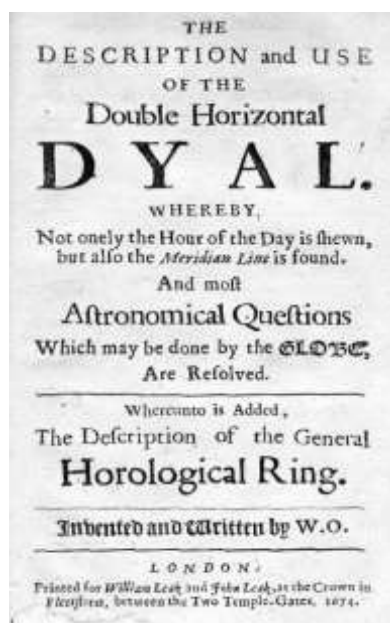 THE
DESCRIPTION and USE
OF THE
Double Horizontal
DYAL.
WHEREBY,
Not onely the Hour of the Day is ſhewn,
but alſo the Meridian Line is found.
And moſt
Aſtronomical Queſtions
Which may be done by the GLOBE,
Are Reſolved.
Whereunto is Added,
The Deſcription of the General
Horological Ring.
Invented and Written by W.O.
LONDON,
Printed for William Leak and John Leak, at the Crown in
Fleetſtreet, between the Two Temple-Gates. 1674.